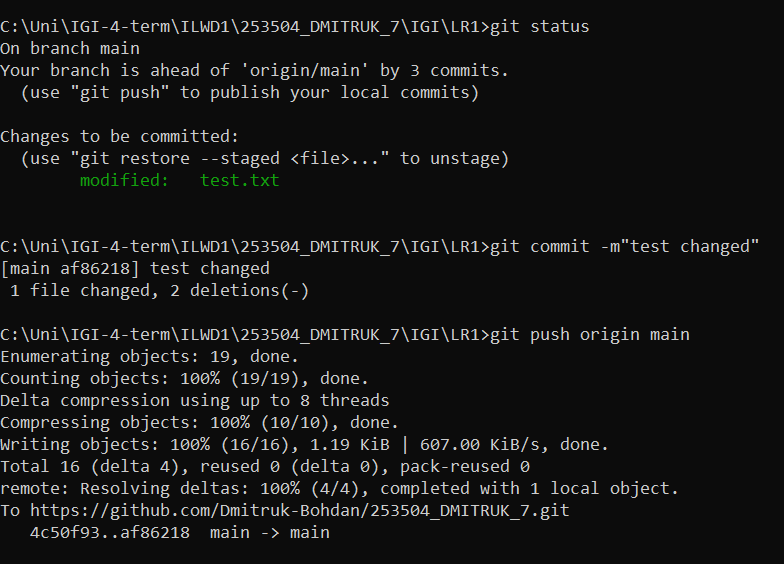 C:\Uni\IGI-4-term\ILWD1\253504_DMITRUK_7\IGI\LR1>git status
On branch main
Your branch is ahead of 'origin/main' by 3 commits.
  (use "git push" to publish your local commits)

Changes to be committed:
  (use "git restore --staged <file>..." to unstage)
        modified:   test.txt

C:\Uni\IGI-4-term\ILWD1\253504_DMITRUK_7\IGI\LR1>git commit -m"test changed"
[main af86218] test changed
 1 file changed, 2 deletions(-)

C:\Uni\IGI-4-term\ILWD1\253504_DMITRUK_7\IGI\LR1>git push origin main
Enumerating objects: 19, done.
Counting objects: 100% (19/19), done.
Delta compression using up to 8 threads
Compressing objects: 100% (10/10), done.
Writing objects: 100% (16/16), 1.19 KiB | 607.00 KiB/s, done.
Total 16 (delta 4), reused 0 (delta 0), pack-reused 0
remote: Resolving deltas: 100% (4/4), completed with 1 local object.
To https://github.com/Dmitruk-Bohdan/253504_DMITRUK_7.git
   4c50f93..af86218  main -> main